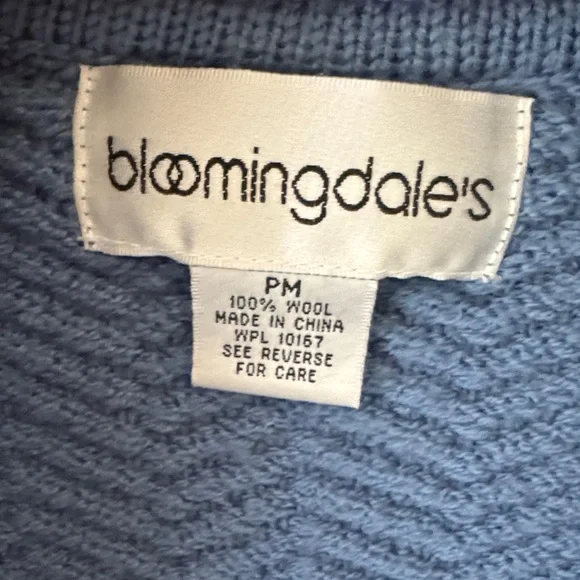 bloomingdale's
PM
100% WOOL
MADE IN CHINA
WPL 10167
SEE REVERSE
FOR CARE